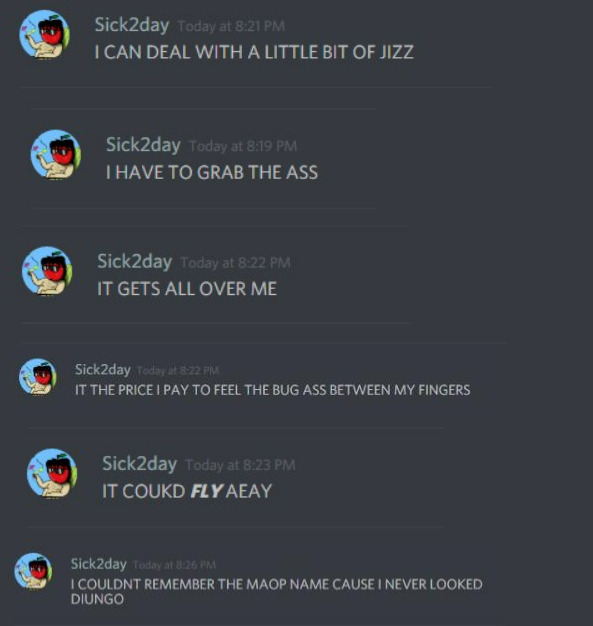 Sick2day Today at 8:21 PM
I CAN DEAL WITH A LITTLE BIT OF JIZZ
Sick2day Today at 8:19 PM
I HAVE TO GRAB THE ASS
Sick2day Today at 8:22 PM
IT GETS ALL OVER ME
Sick2day Today at 8:22 PM
IT THE PRICE I PAY TO FEEL THE BUG ASS BETWEEN MY FINGERS
Sick2day Today at 8:23 PM
IT COUKD FLY AEAY
Sick2day Today at 8:26 PM
I COULDNT REMEMBER THE MAOP NAME CAUSE I NEVER LOOKED
DIUNGO